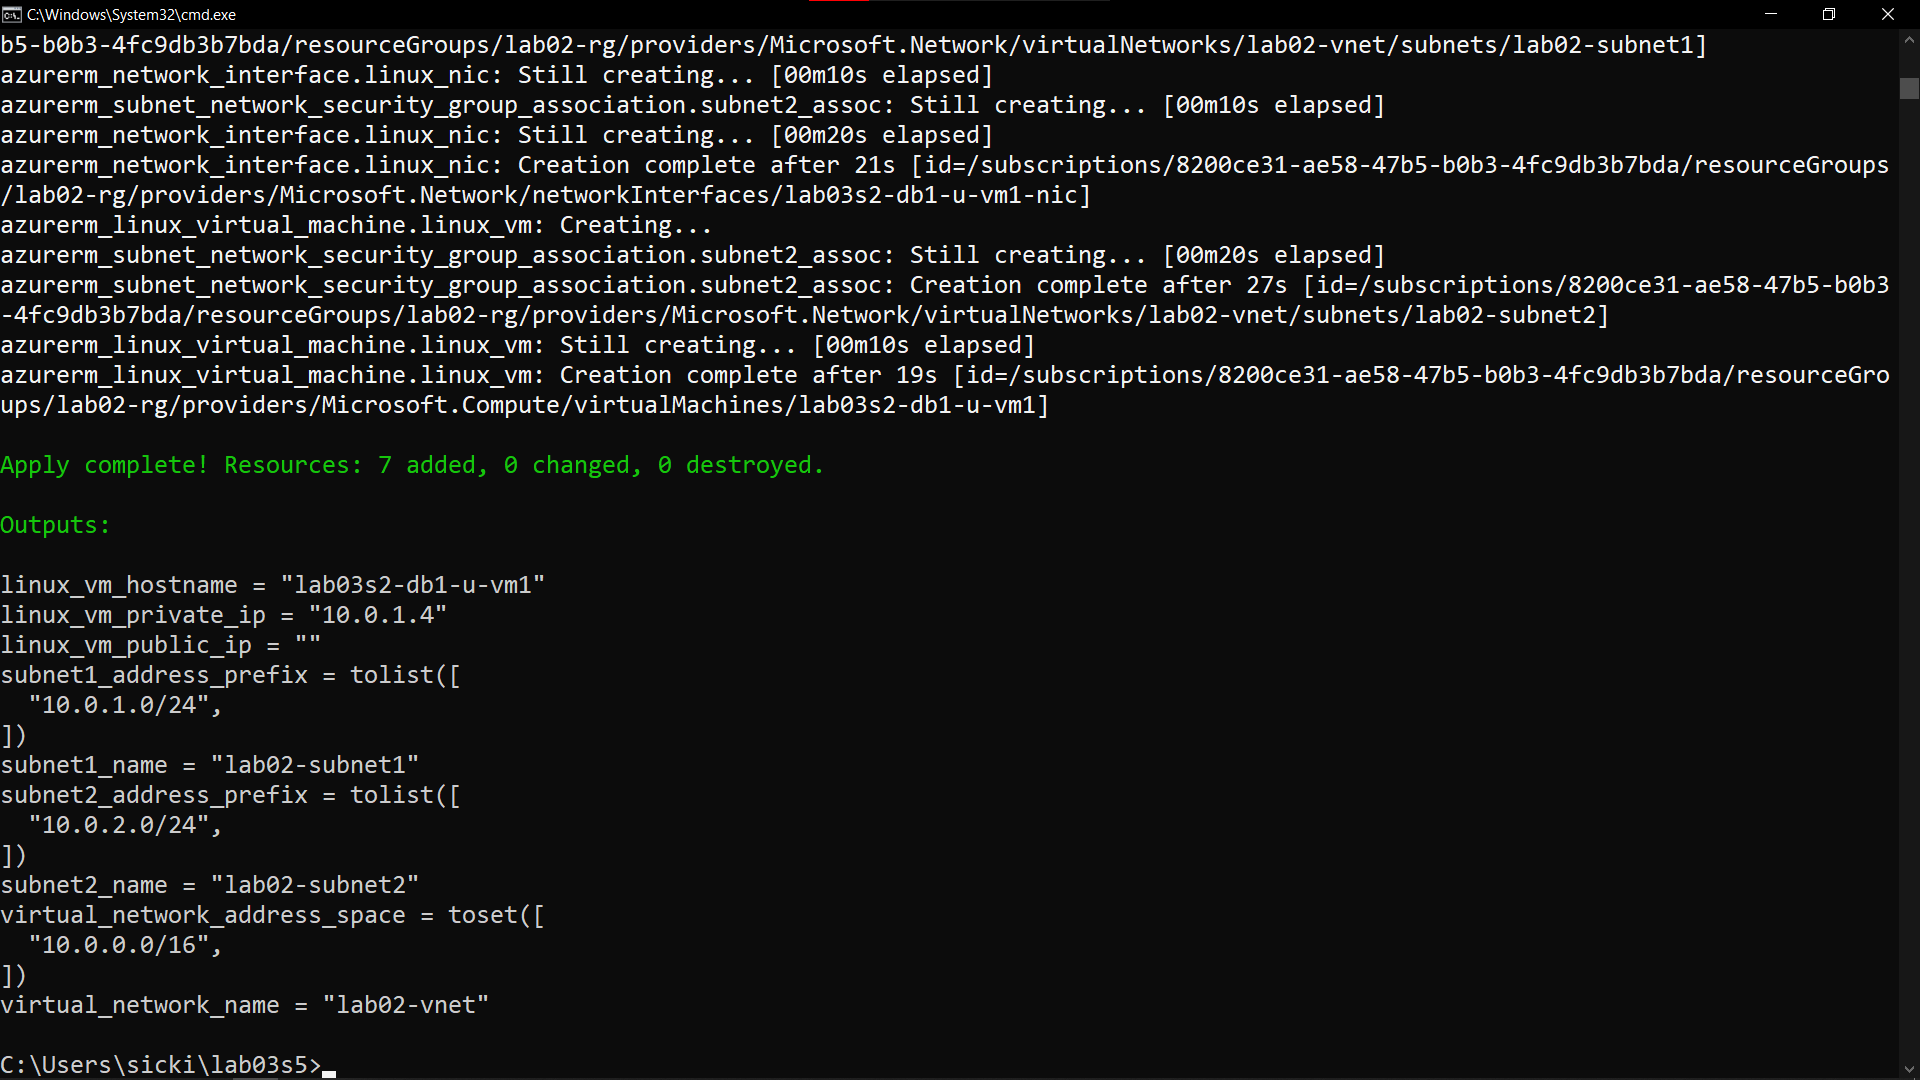 C:\Windows\System32\cmd.exe
b5-b0b3-4fc9db3b7bda/resourceGroups/lab02-rg/providers/Microsoft.Network/virtualNetworks/lab02-vnet/subnets/lab02-subnet1]
azurerm_network_interface.linux_nic: Still creating... [00m10s elapsed]
azurerm_subnet_network_security_group_association.subnet2_assoc: Still creating... [00m10s elapsed]
azurerm_network_interface.linux_nic: Still creating... [00m20s elapsed]
azurerm_network_interface.linux_nic: Creation complete after 21s [id=/subscriptions/8200ce31-ae58-47b5-b0b3-4fc9db3b7bda/resourceGroups
/lab02-rg/providers/Microsoft.Network/networkInterfaces/lab03s2-db1-u-vm1-nic]
azurerm_linux_virtual_machine.linux_vm: Creating...
azurerm_subnet_network_security_group_association.subnet2_assoc: Still creating... [00m20s elapsed]
azurerm_subnet_network_security_group_association.subnet2_assoc: Creation complete after 27s [id=/subscriptions/8200ce31-ae58-47b5-b0b3
-4fc9db3b7bda/resourceGroups/lab02-rg/providers/Microsoft.Network/virtualNetworks/lab02-vnet/subnets/lab02-subnet2]
azurerm_linux_virtual_machine.linux_vm: Still creating... [00m10s elapsed]
azurerm_linux_virtual_machine.linux_vm: Creation complete after 19s [id=/subscriptions/8200ce31-ae58-47b5-b0b3-4fc9db3b7bda/resourceGro
ups/lab02-rg/providers/Microsoft.Compute/virtualMachines/lab03s2-db1-u-vm1]
Apply complete! Resources: 7 added, 0 changed, 0 destroyed.
Outputs:
linux_vm_hostname = "lab03s2-db1-u-vm1"
linux_vm_private_ip = "10.0.1.4"
linux_vm_public_ip = ""
subnet1_address_prefix = tolist([
  "10.0.1.0/24",
])
subnet1_name = "lab02-subnet1"
subnet2_address_prefix = tolist([
  "10.0.2.0/24",
])
subnet2_name = "lab02-subnet2"
virtual_network_address_space = toset([
  "10.0.0.0/16",
])
virtual_network_name = "lab02-vnet"
C:\Users\sicki\lab03s5>